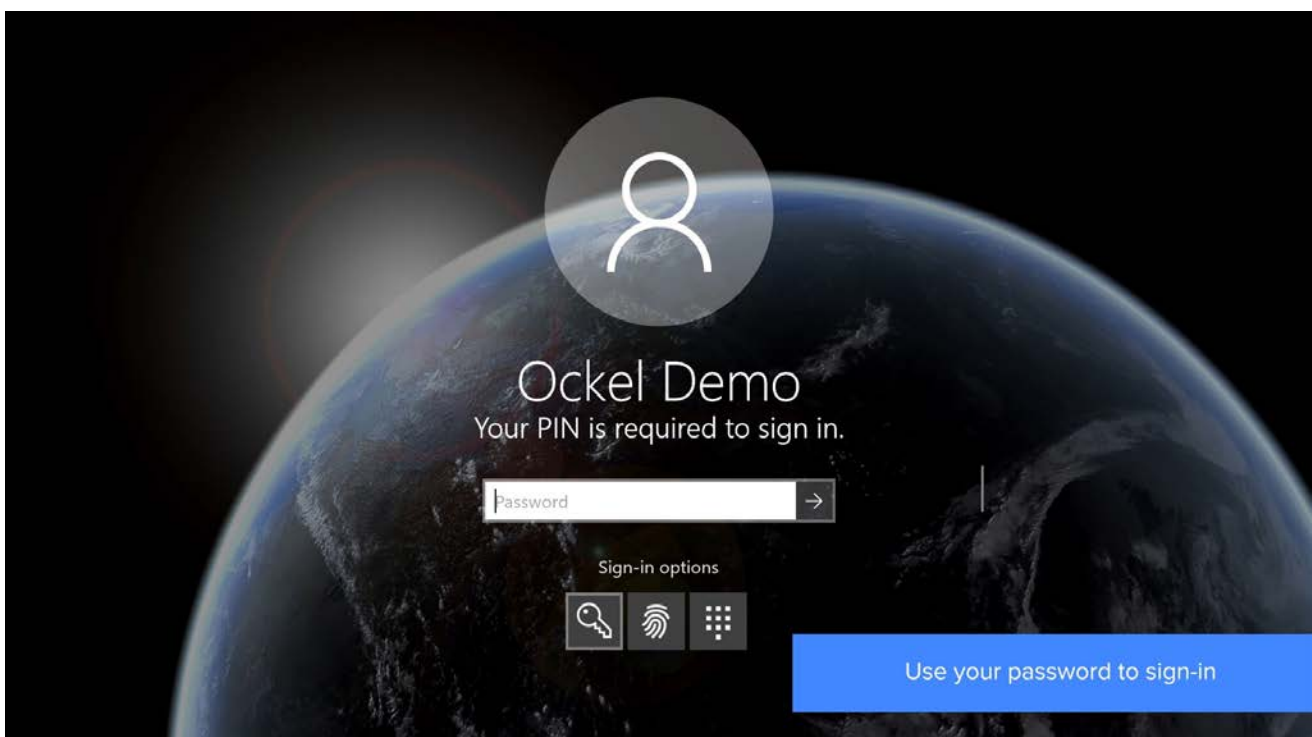 Ockel Demo
Your PIN is required to sign in.
Password
Sign-in options
Use your password to sign-in